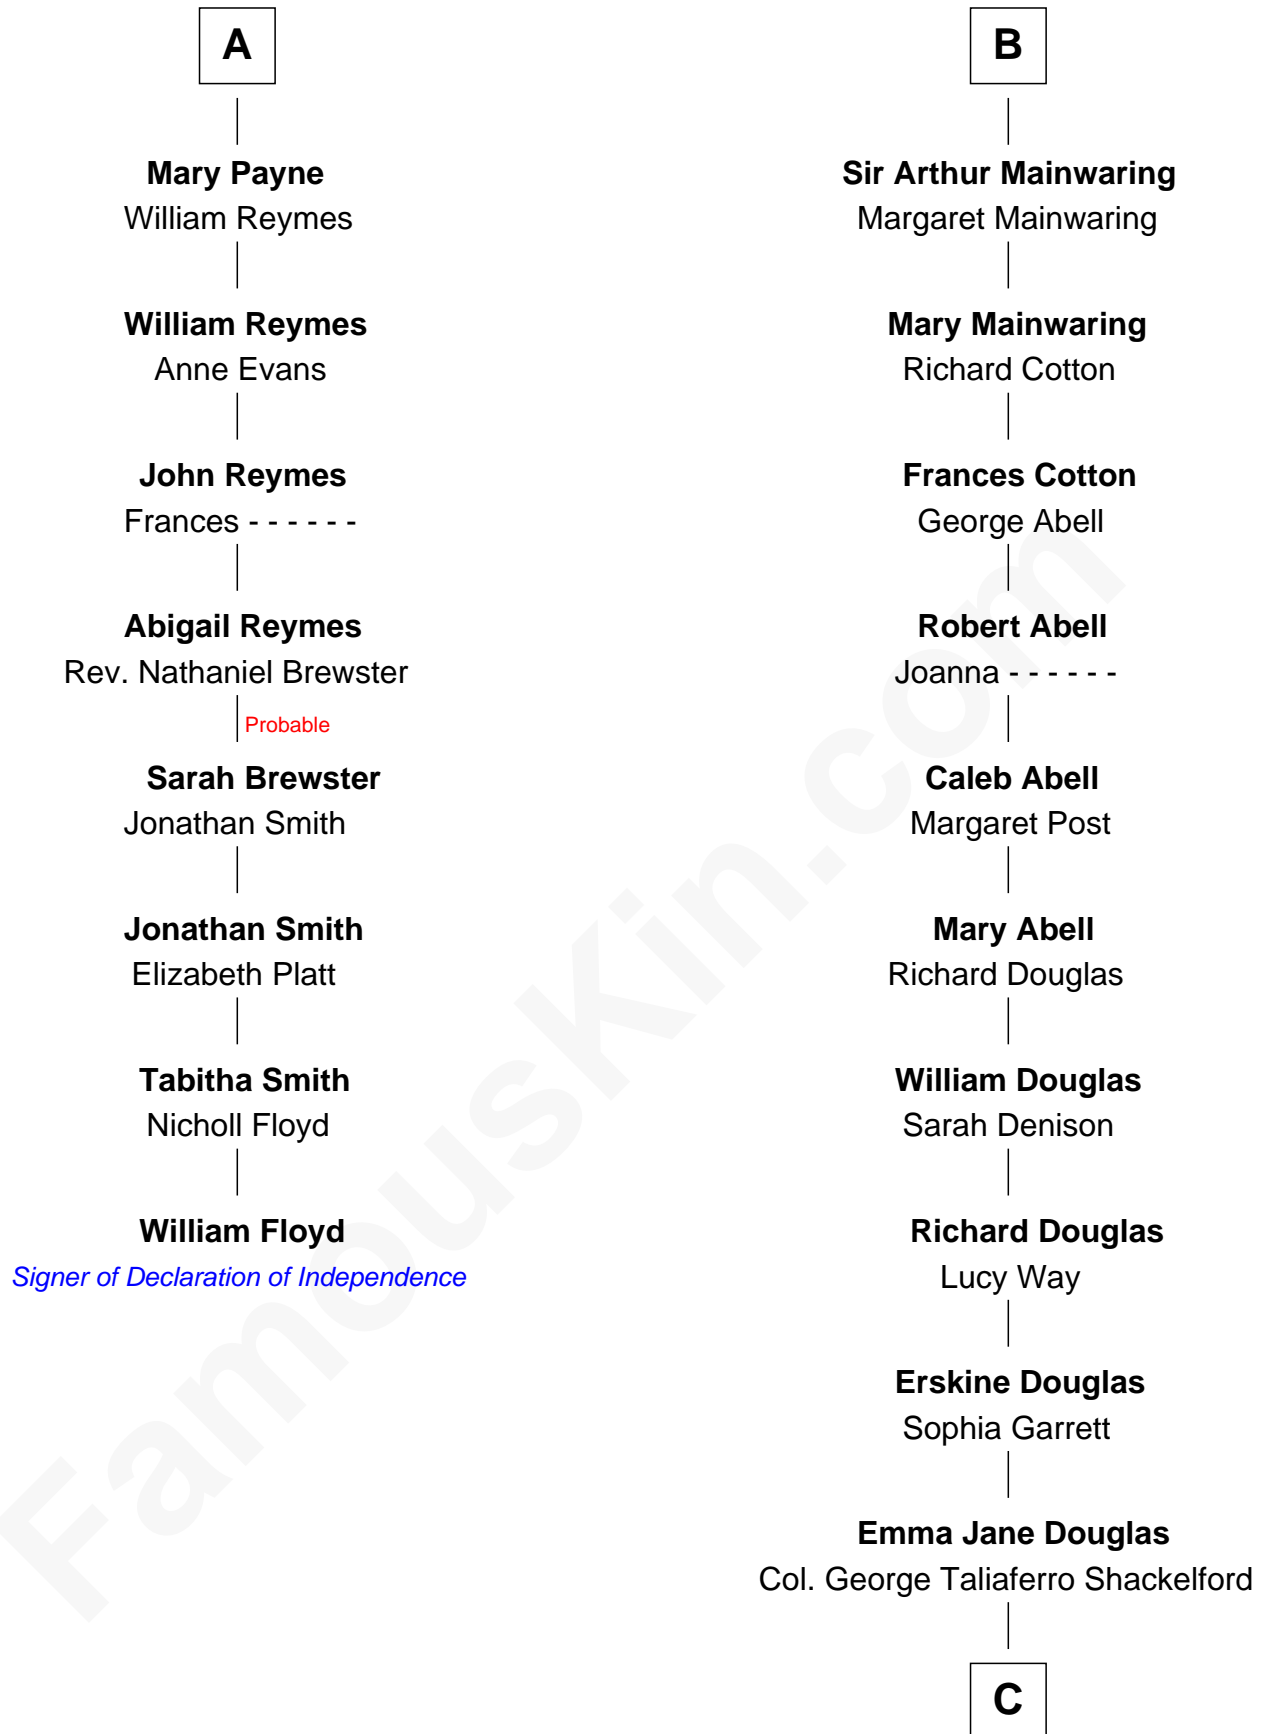 A
Mary Payne
William Reymes
William Reymes
Anne Evans
John Reymes
Frances - - - - - -
Abigail Reymes
Rev. Nathaniel Brewster
Probable
Sarah Brewster
Jonathan Smith
Jonathan Smith
Elizabeth Platt
Tabitha Smith
Nicholl Floyd
William Floyd
Signer of Declaration of Independence
B
Sir Arthur Mainwaring
Margaret Mainwaring
Mary Mainwaring
Richard Cotton
Frances Cotton
George Abell
Robert Abell
Joanna - - - - - -
Caleb Abell
Margaret Post
Mary Abell
Richard Douglas
William Douglas
Sarah Denison
Richard Douglas
Lucy Way
Erskine Douglas
Sophia Garrett
Emma Jane Douglas
Col. George Taliaferro Shackelford
C
FamousKin.com